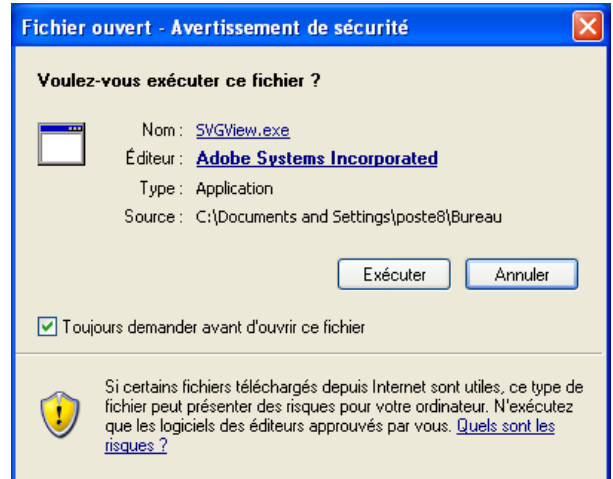 Fichier ouvert - Avertissement de sécurité
Voulez-vous exécuter ce fichier ?
Nom : SVGView.exe
Éditeur : Adobe Systems Incorporated
Type : Application
Source : C:\Documents and Settings\poste8\Bureau
Exécuter Annuler
Toujours demander avant d'ouvrir ce fichier
Si certains fichiers téléchargés depuis Internet sont utiles, ce type de
fichier peut présenter des risques pour votre ordinateur. N'exécutez
que les logiciels des éditeurs approuvés par vous. Quels sont les
risques ?